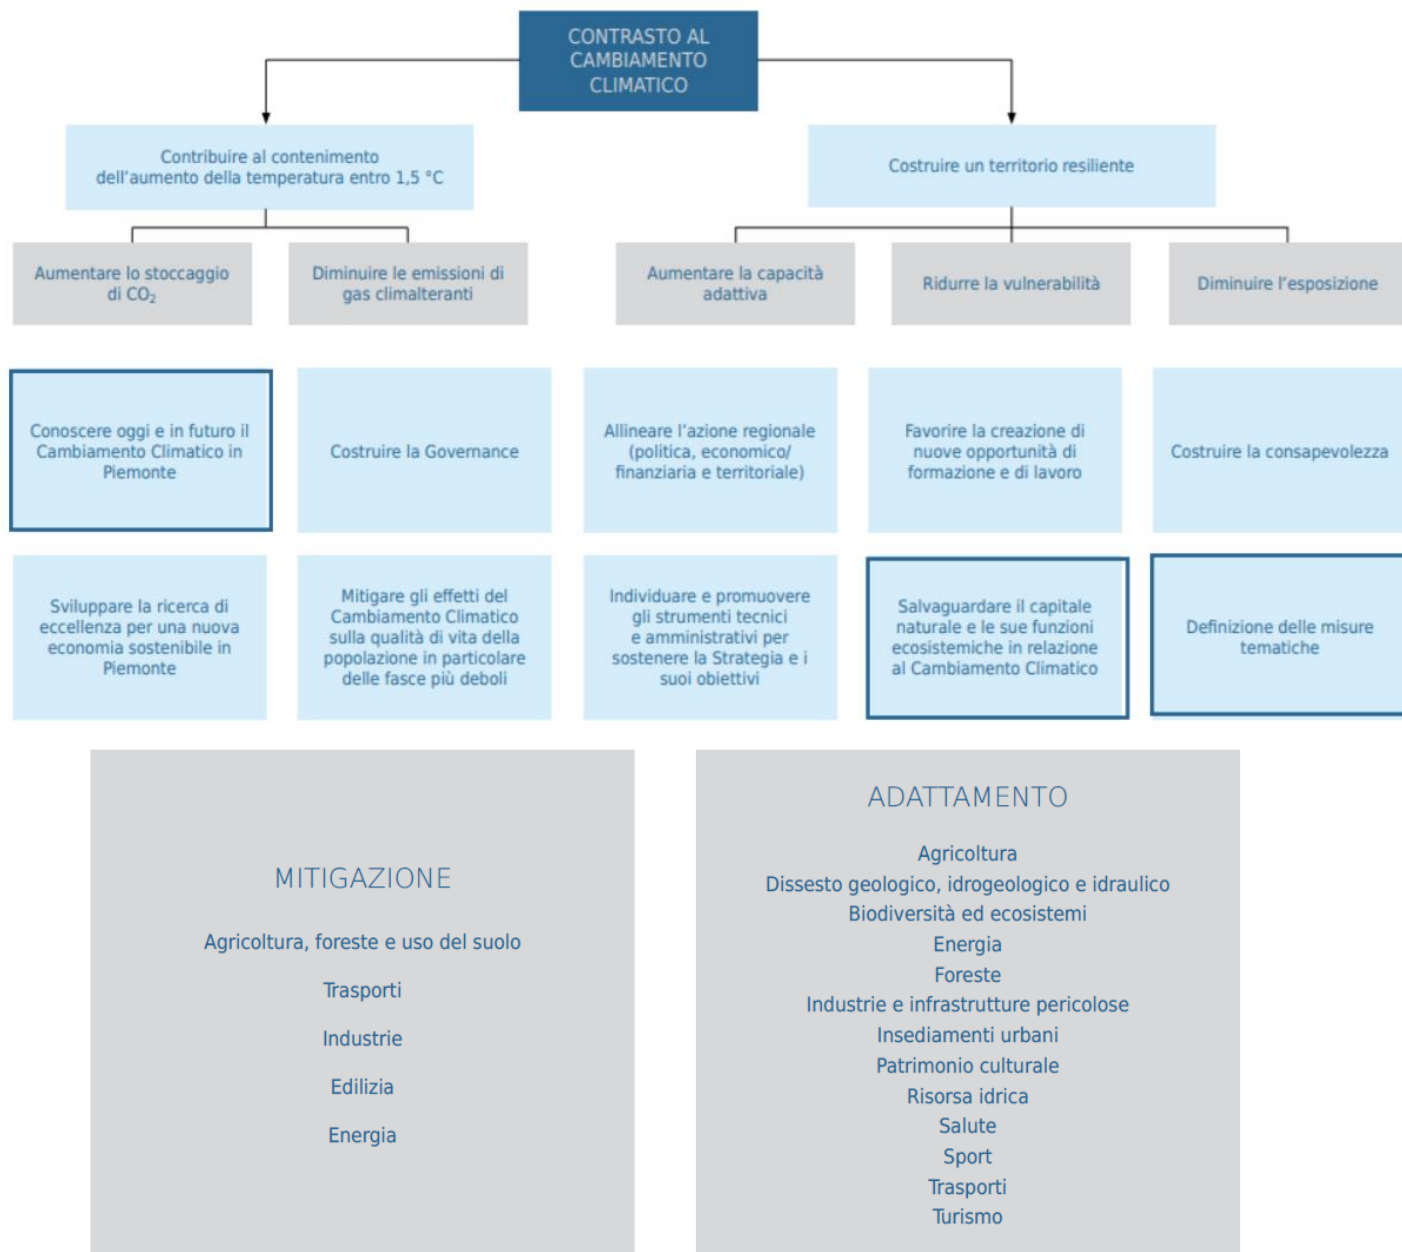 CONTRASTO AL
CAMBIAMENTO
CLIMATICO
Contribuire al contenimento
dell'aumento della temperatura entro 1,5 °C
Costruire un territorio resiliente
Aumentare lo stoccaggio
di CO₂
Diminuire le emissioni di
gas climalteranti
Aumentare la capacità
adattiva
Ridurre la vulnerabilità
Diminuire l'esposizione
Conoscere oggi e in futuro il
Cambiamento Climatico in
Piemonte
Costruire la Governance
Allineare l'azione regionale
(politica, economico/
finanziaria e territoriale)
Favorire la creazione di
nuove opportunità di
formazione e di lavoro
Costruire la consapevolezza
Sviluppare la ricerca di
eccellenza per una nuova
economia sostenibile in
Piemonte
Mitigare gli effetti del
Cambiamento Climatico
sulla qualità di vita della
popolazione in particolare
delle fasce più deboli
Individuare e promuovere
gli strumenti tecnici
e amministrativi per
sostenere la Strategia e i
suoi obiettivi
Salvaguardare il capitale
naturale e le sue funzioni
ecosistemiche in relazione
al Cambiamento Climatico
Definizione delle misure
tematiche
MITIGAZIONE
Agricoltura, foreste e uso del suolo
Trasporti
Industrie
Edilizia
Energia
ADATTAMENTO
Agricoltura
Dissesto geologico, idrogeologico e idraulico
Biodiversità ed ecosistemi
Energia
Foreste
Industrie e infrastrutture pericolose
Insediamenti urbani
Patrimonio culturale
Risorsa idrica
Salute
Sport
Trasporti
Turismo